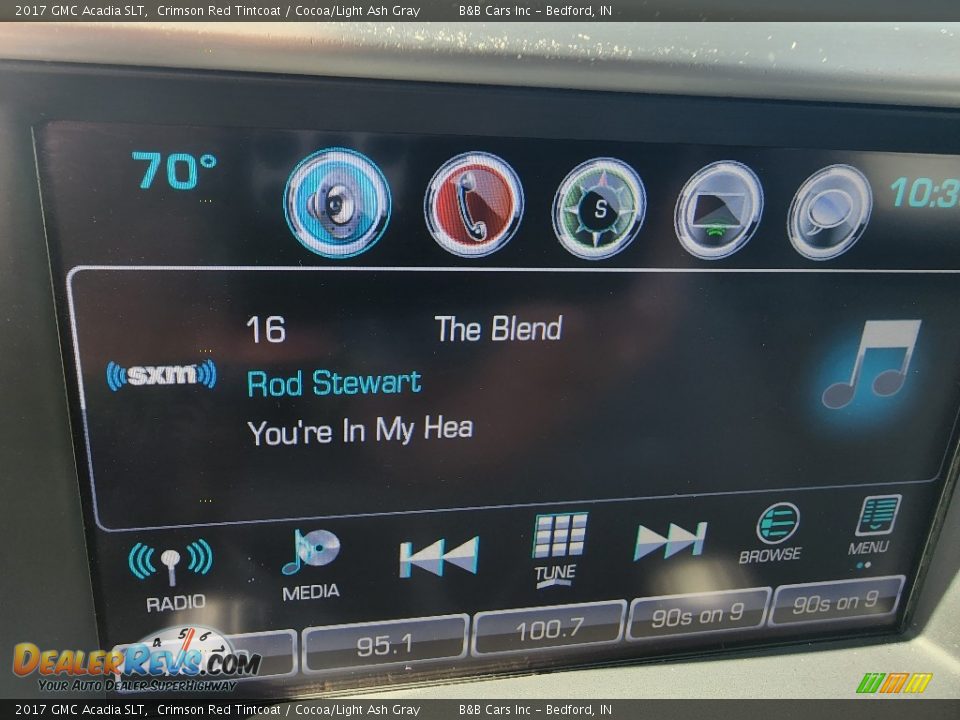 2017 GMC Acadia SLT,  Crimson Red Tintcoat / Cocoa/Light Ash Gray        B&B Cars Inc - Bedford, IN
70°
S
10:3
16
The Blend
sxm
Rod Stewart
You're In My Hea
RADIO
MEDIA
TUNE
BROWSE
MENU
95.1
100.7
90s on 9
90s on 9
4 5 6
DealerRevs.com
Your Auto Dealer SuperHighway
2017 GMC Acadia SLT,  Crimson Red Tintcoat / Cocoa/Light Ash Gray        B&B Cars Inc - Bedford, IN